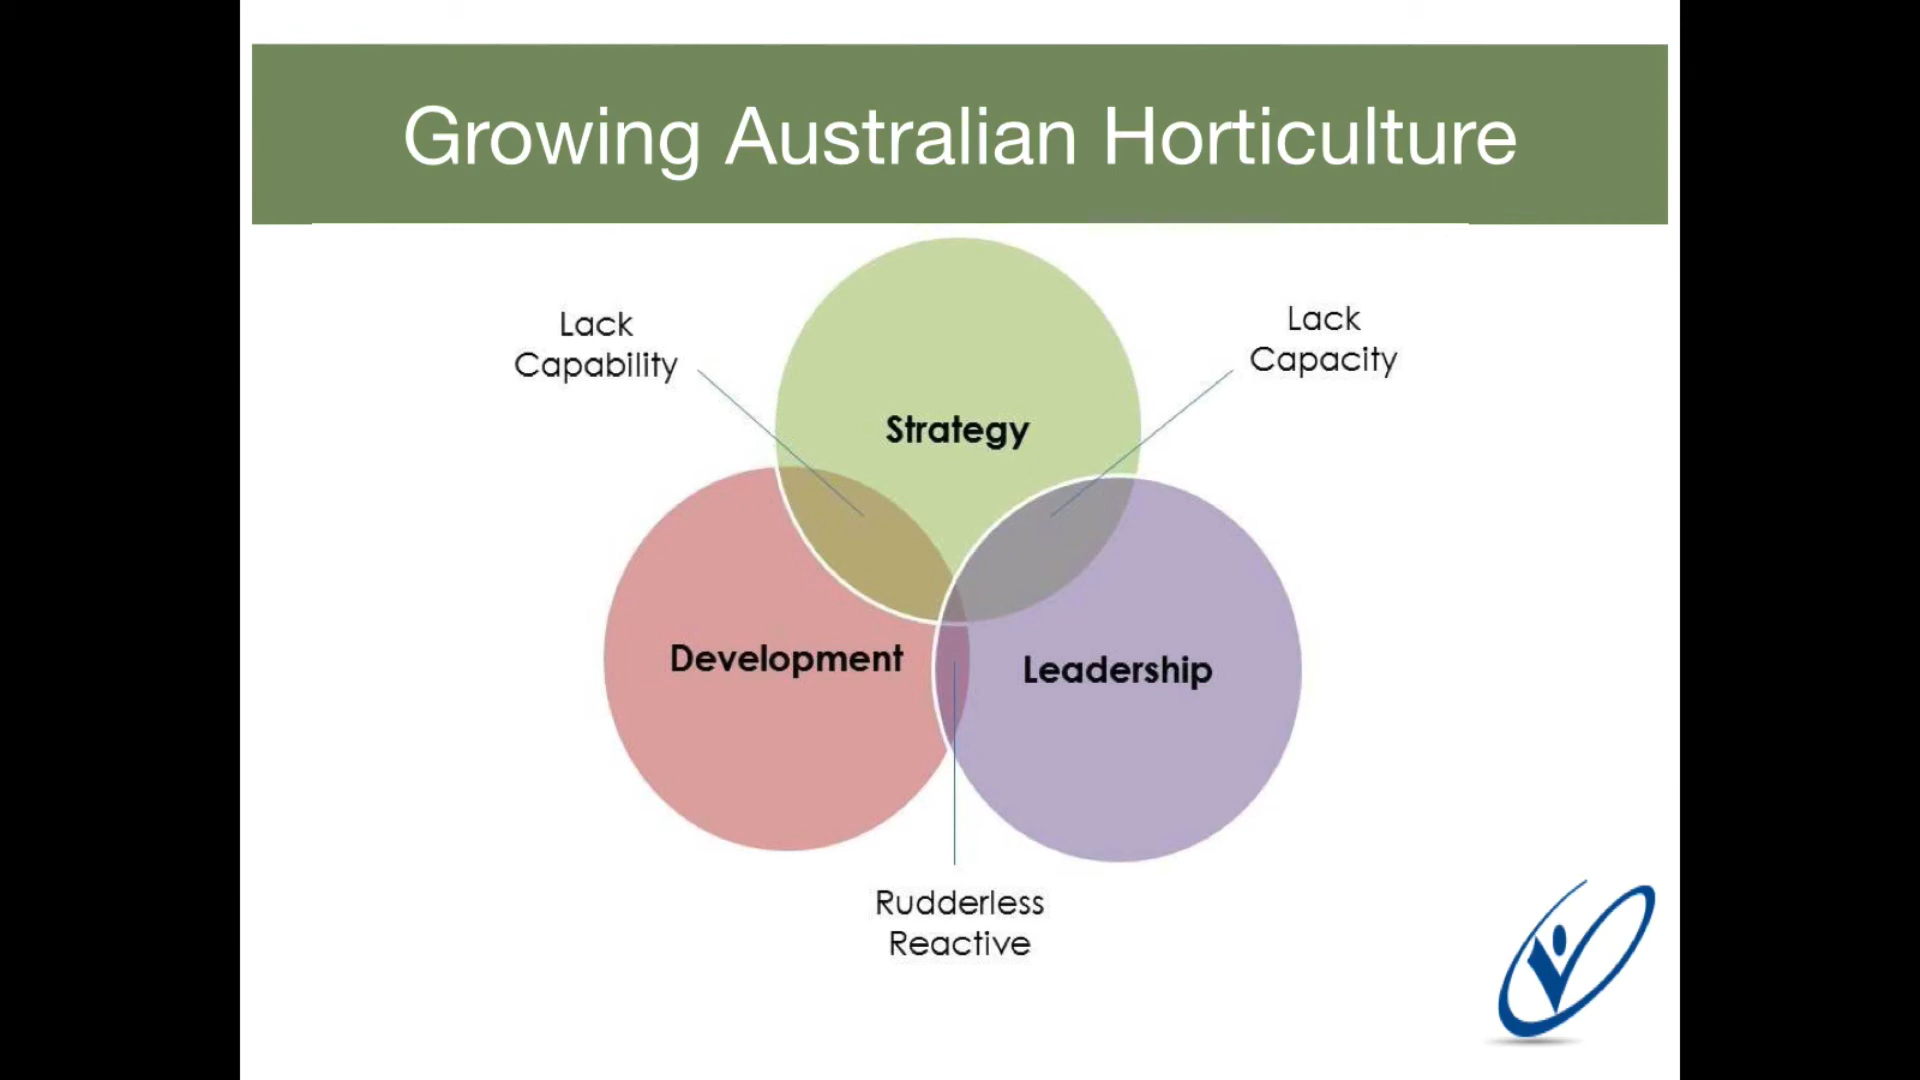 Growing Australian Horticulture
Lack
Capability
Lack
Capacity
Strategy
Development
Leadership
Rudderless
Reactive